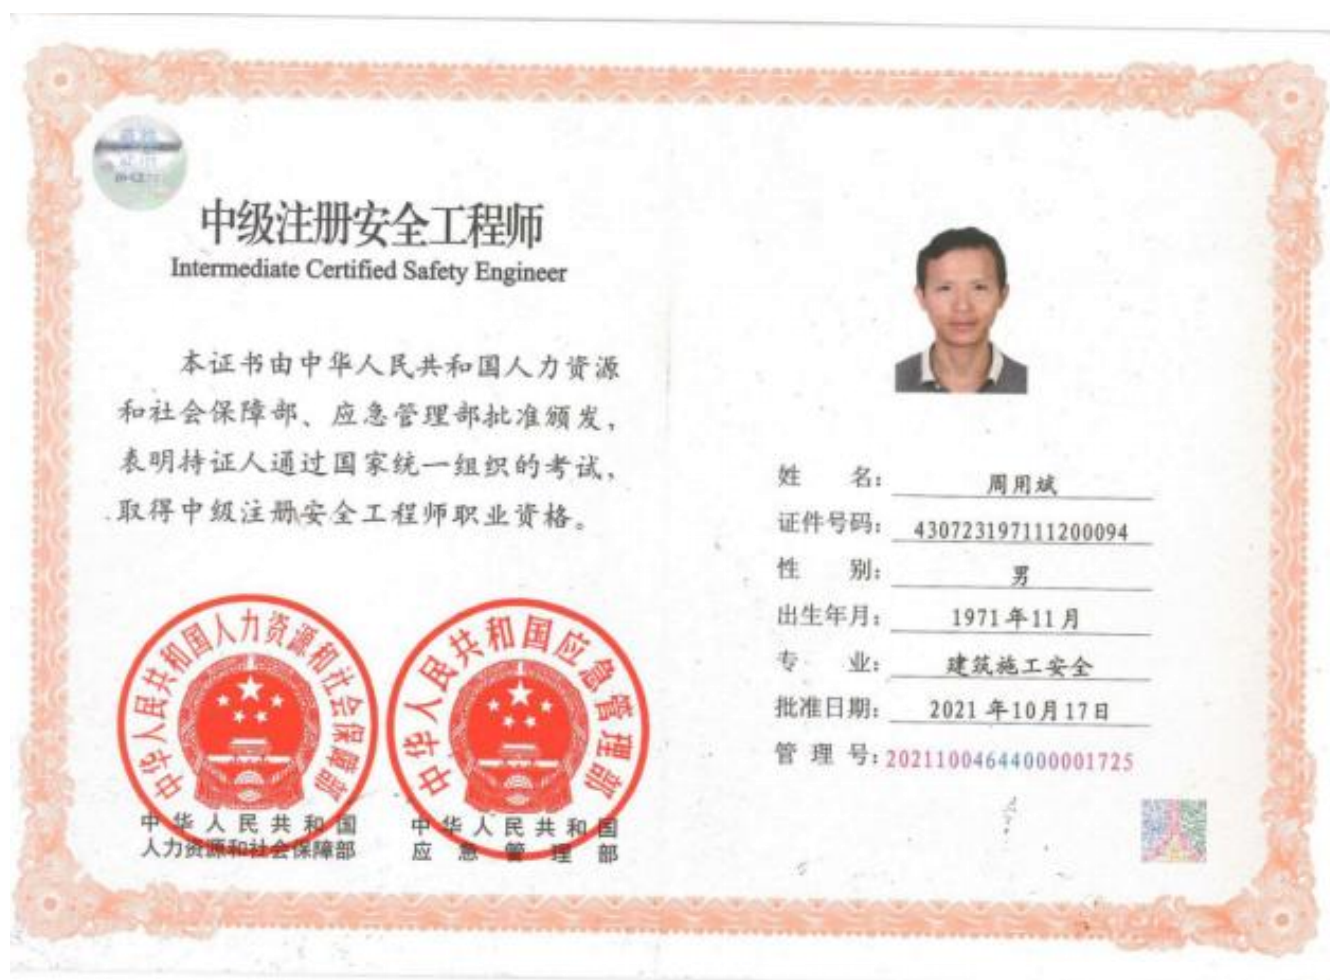 中级注册安全工程师
Intermediate Certified Safety Engineer
本证书由中华人民共和国人力资源
和社会保障部、应急管理部批准颁发，
表明持证人通过国家统一组织的考试，
取得中级注册安全工程师职业资格。
中华人民共和国人力资源和社会保障部
中华人民共和国应急管理部
中华人民共和国
人力资源和社会保障部
中华人民共和国
应急管理部
姓 名：周用斌
证件号码：430723197111200094
性 别：男
出生年月：1971年11月
专 业：建筑施工安全
批准日期：2021年10月17日
管 理 号：20211004644000001725